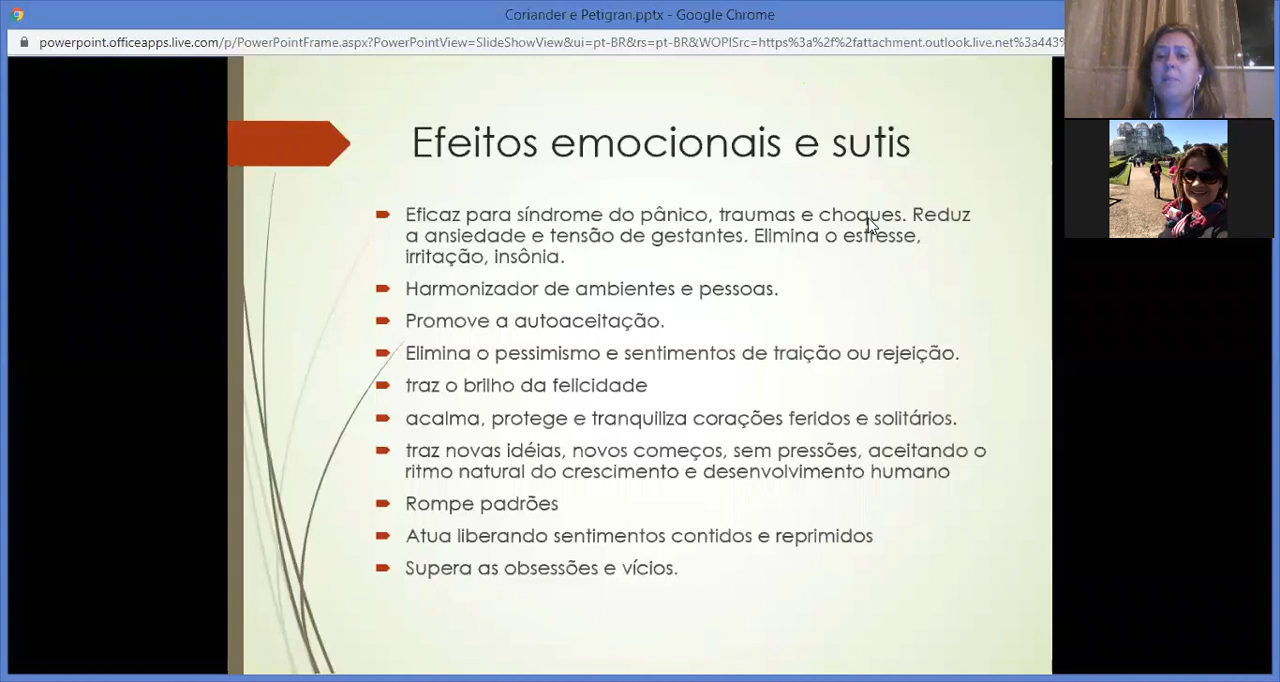 Coriander e Petigran.pptx - Google Chrome
powerpoint.officeapps.live.com/p/PowerPointFrame.aspx?PowerPointView=SlideShowView&ui=pt-BR&rs=pt-BR&WOPISrc=https%3a%2f%2fattachment.outlook.live.net%3a443%
Efeitos emocionais e sutis
Eficaz para síndrome do pânico, traumas e choques. Reduz
a ansiedade e tensão de gestantes. Elimina o estresse,
irritação, insônia.
Harmonizador de ambientes e pessoas.
Promove a autoaceitação.
Elimina o pessimismo e sentimentos de traição ou rejeição.
traz o brilho da felicidade
acalma, protege e tranquiliza corações feridos e solitários.
traz novas idéias, novos começos, sem pressões, aceitando o
ritmo natural do crescimento e desenvolvimento humano
Rompe padrões
Atua liberando sentimentos contidos e reprimidos
Supera as obsessões e vícios.